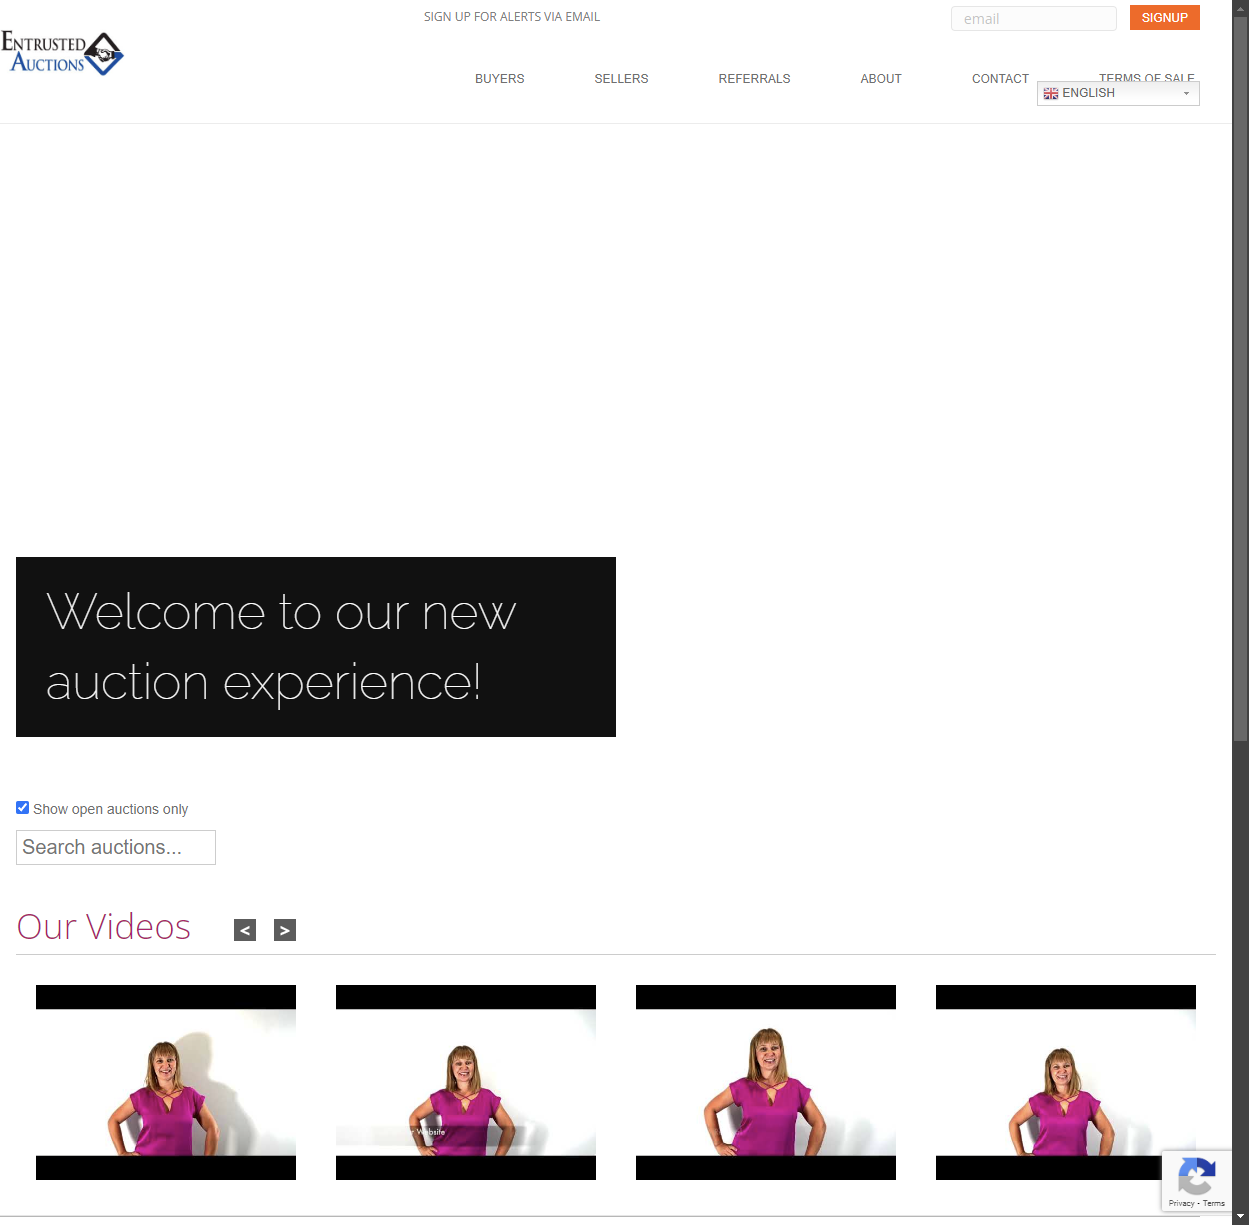 SIGN UP FOR ALERTS VIA EMAIL
email
SIGNUP
ENTRUSTED
AUCTIONS
BUYERS
SELLERS
REFERRALS
ABOUT
CONTACT
TERMS OF SALE
ENGLISH
Welcome to our new
auction experience!
Show open auctions only
Search auctions...
Our Videos
<
>
Website
Privacy - Terms